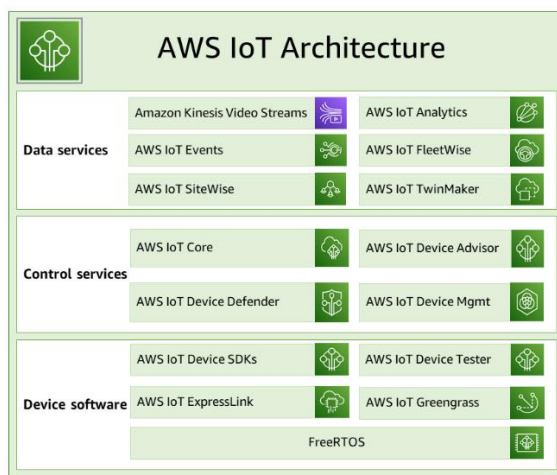 AWS IoT Architecture
Data services
Amazon Kinesis Video Streams
AWS IoT Analytics
AWS IoT Events
AWS IoT FleetWise
AWS IoT SiteWise
AWS IoT TwinMaker
Control services
AWS IoT Core
AWS IoT Device Advisor
AWS IoT Device Defender
AWS IoT Device Mgmt
Device software
AWS IoT Device SDKs
AWS IoT Device Tester
AWS IoT ExpressLink
AWS IoT Greengrass
FreeRTOS